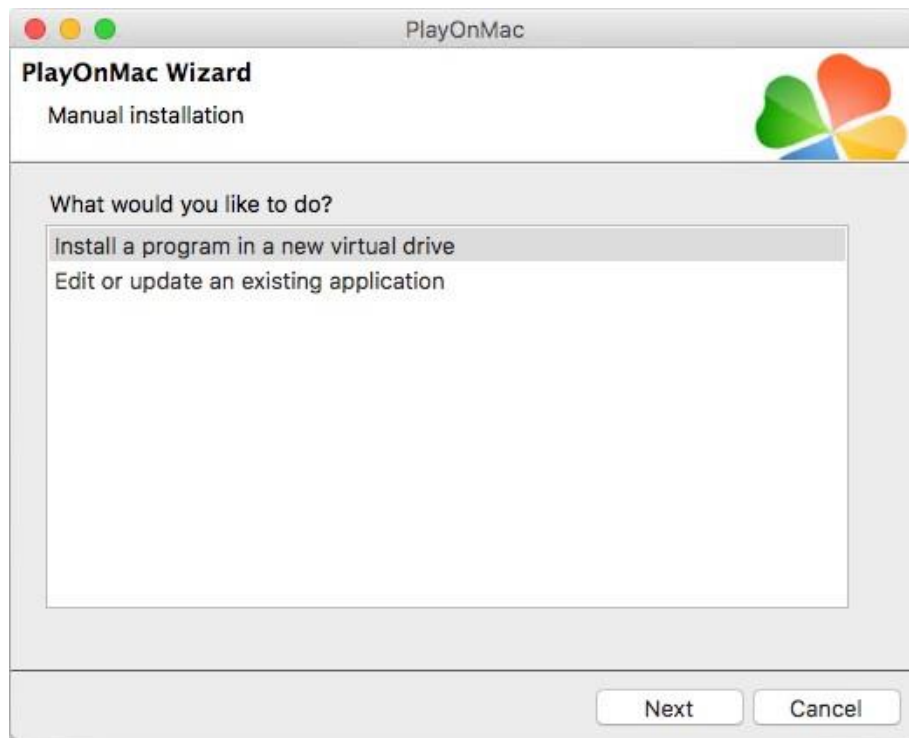 PlayOnMac
PlayOnMac Wizard
Manual installation
What would you like to do?
Install a program in a new virtual drive
Edit or update an existing application
Next
Cancel